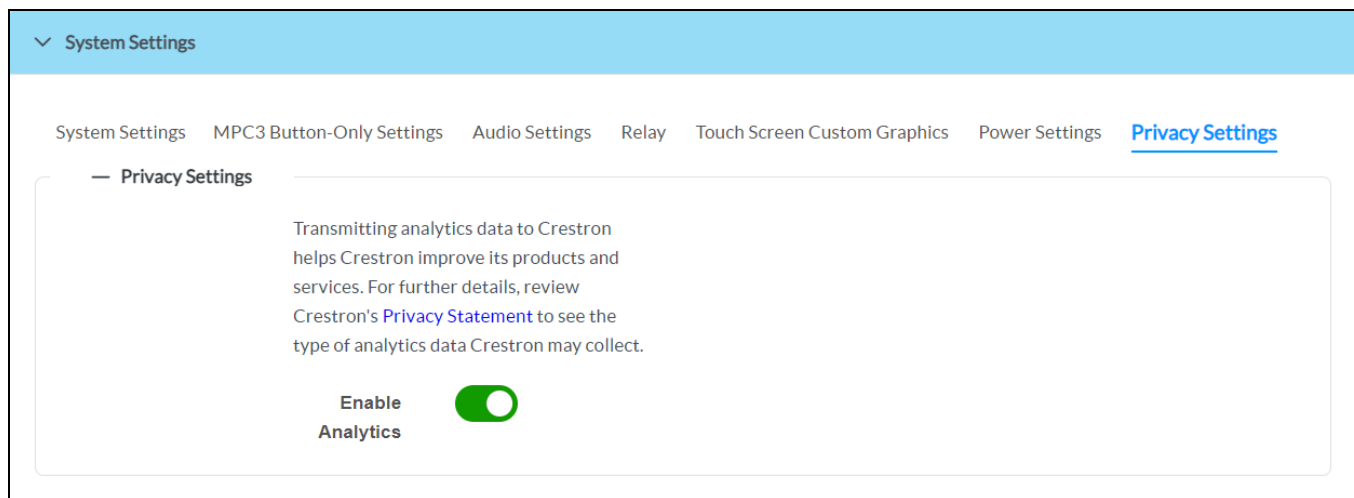 System Settings
System Settings MPC3 Button-Only Settings Audio Settings Relay Touch Screen Custom Graphics Power Settings Privacy Settings
Privacy Settings
Transmitting analytics data to Crestron
helps Crestron improve its products and
services. For further details, review
Crestron's Privacy Statement to see the
type of analytics data Crestron may collect.
Enable
Analytics